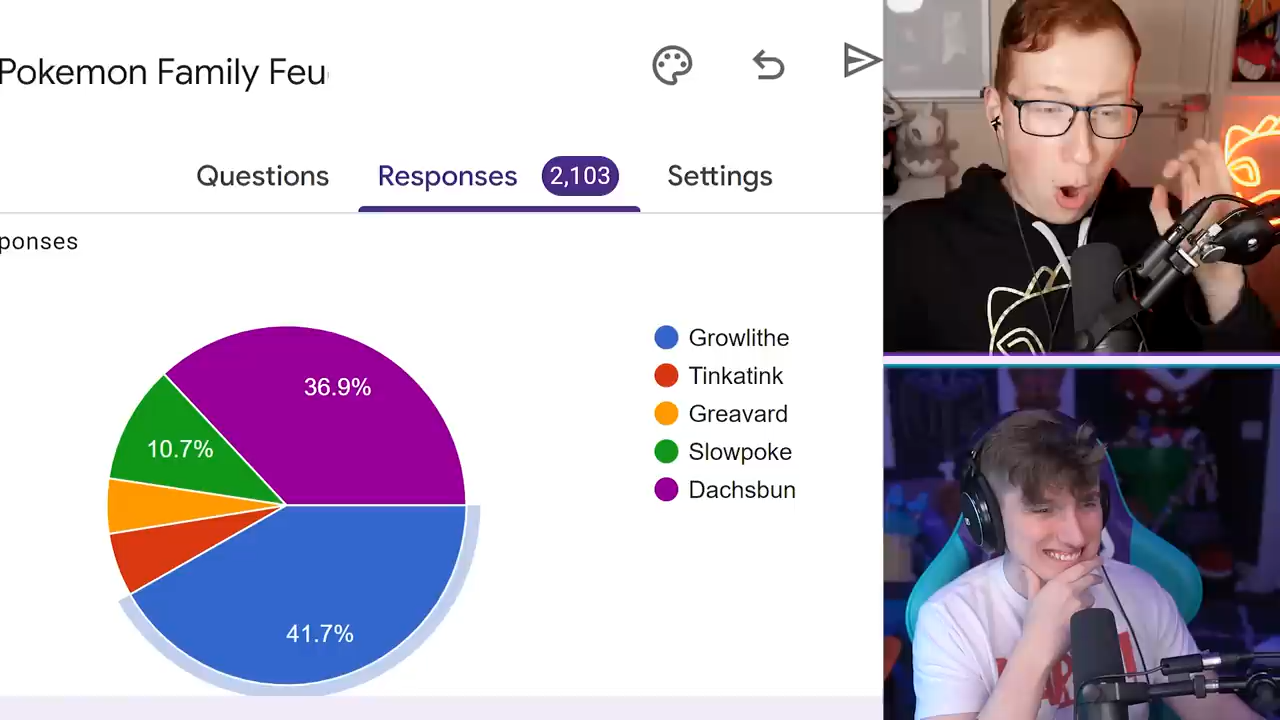 Pokemon Family Feu
Questions
Responses 2,103
Settings
ponses
36.9%
10.7%
41.7%
Growlithe
Tinkatink
Greavard
Slowpoke
Dachsbun